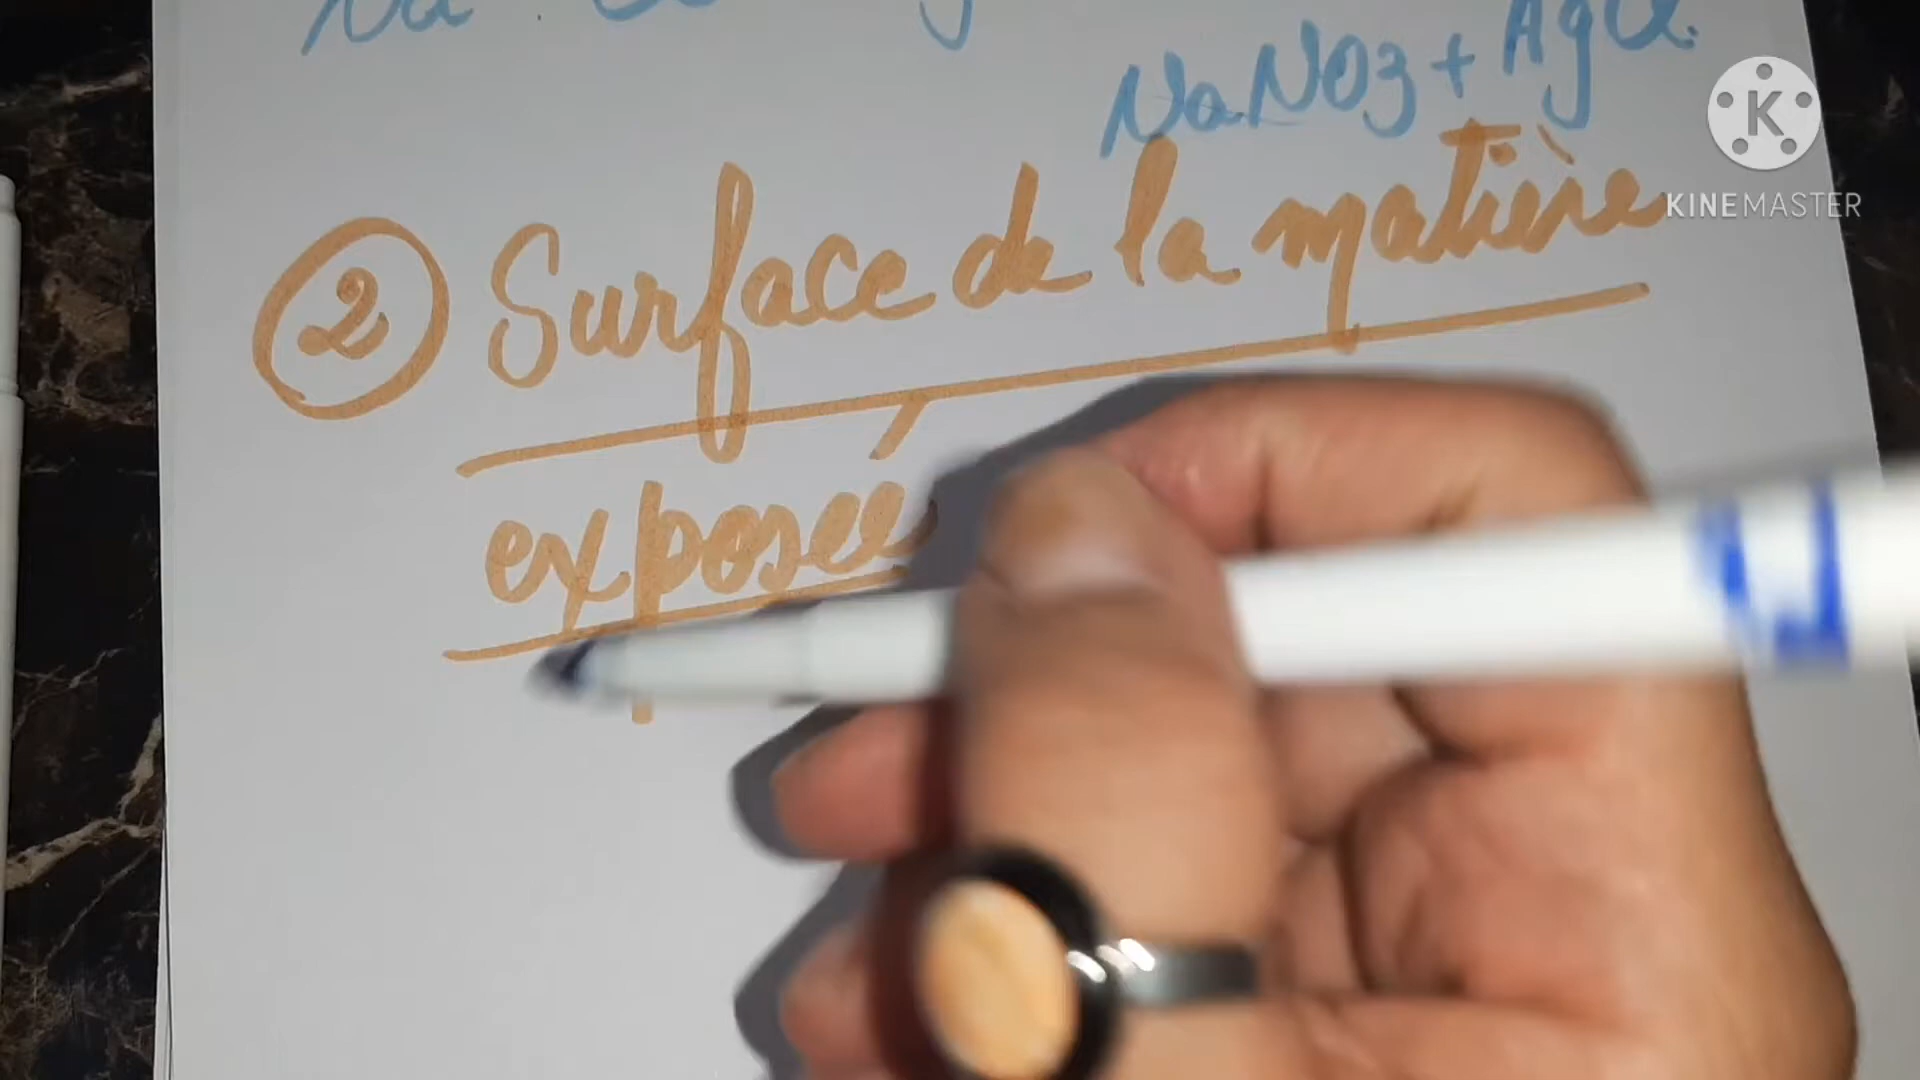 NaNO3 + AgCl
② Surface de la matière
exposée
K
KINEMASTER